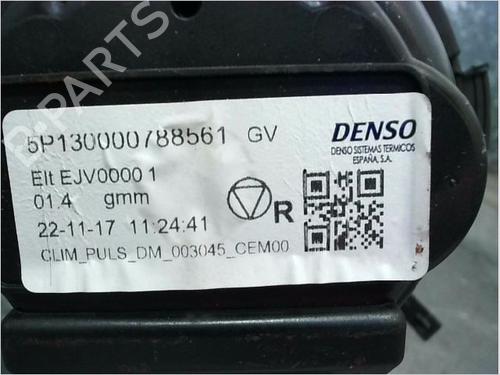 B-PARTS
5P130000788561 GV
DENSO
DENSO SISTEMAS TERMICOS
ESPAÑA, S.A.
Elt EJV0000 1
01.4 gmm
R
22-11-17 11:24:41
CLIM_PULS_DM_003045_CEM00